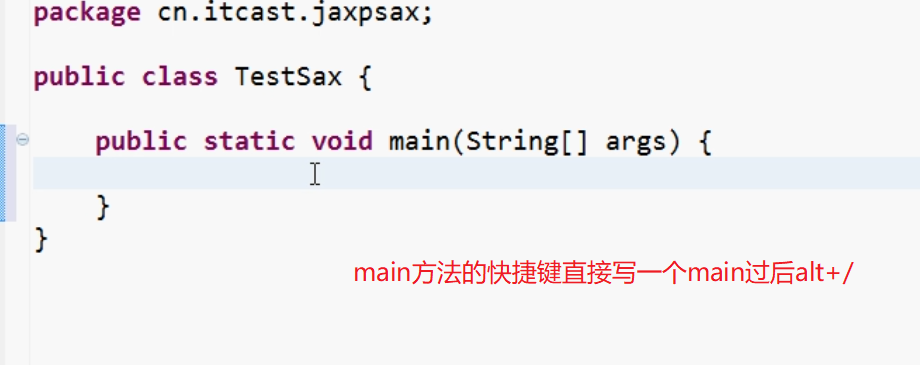 package cn.itcast.jaxpsax;
public class TestSax {
public static void main(String[] args) {
}
}
main方法的快捷键直接写一个main过后alt+/